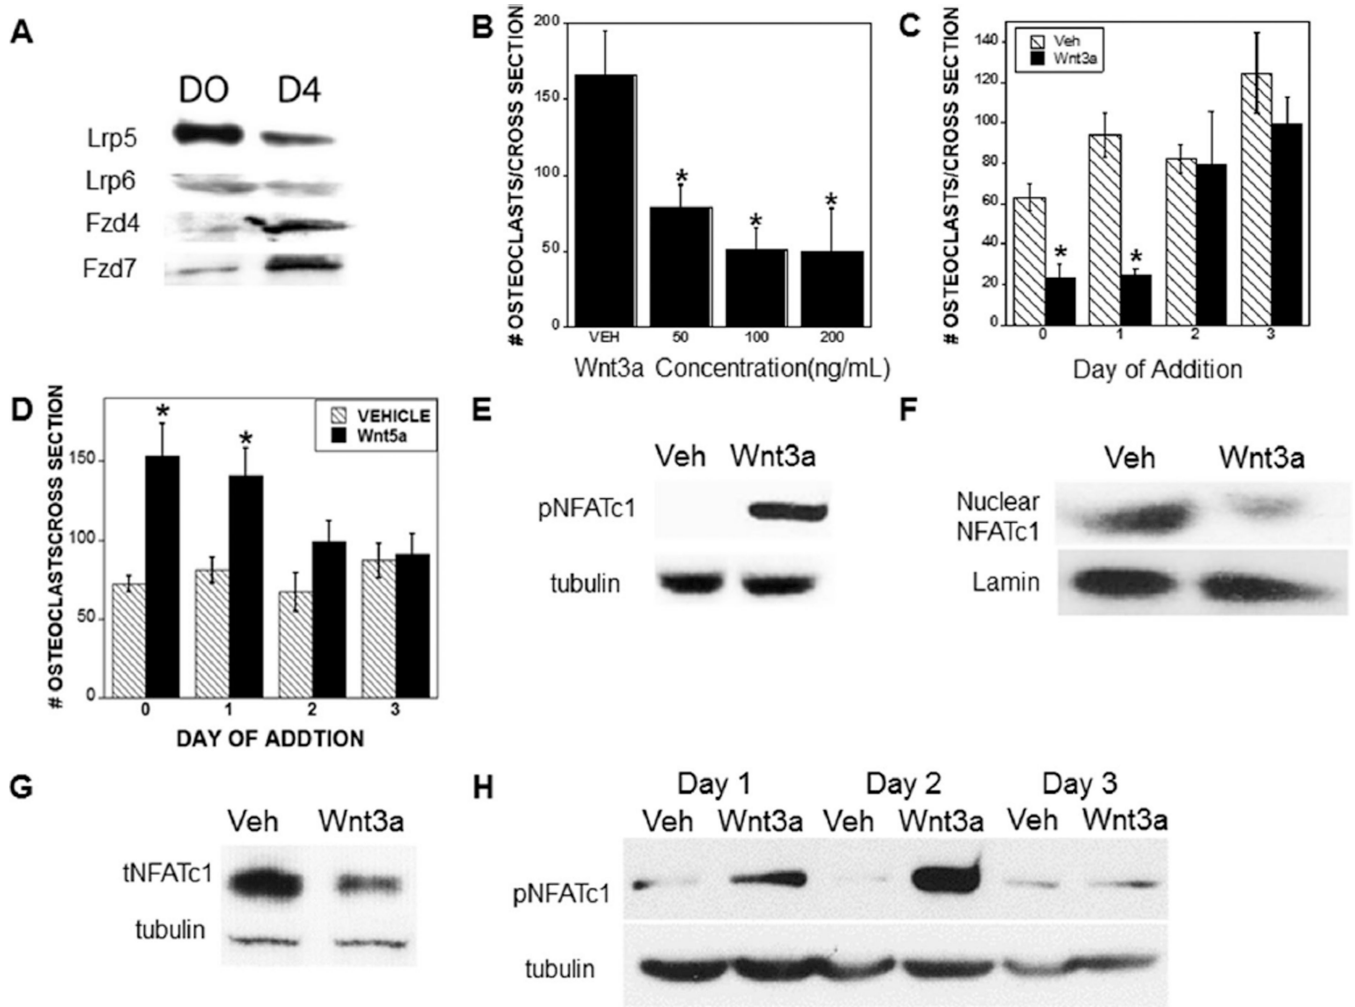 A
DO D4
Lrp5
Lrp6
Fzd4
Fzd7
B
# OSTEOCLASTS/CROSS SECTION
200
150
100
50
0
VEH 50 100 200
Wnt3a Concentration(ng/mL)
C
# OSTEOCLASTS/CROSS SECTION
140
120
100
80
60
40
20
0
Veh
Wnt3a
* *
0 1 2 3
Day of Addition
D
# OSTEOCLASTSCROSS SECTION
150
100
50
0
VEHICLE
Wnt5a
* *
0 1 2 3
DAY OF ADDTION
E
Veh Wnt3a
pNFATc1
tubulin
F
Veh Wnt3a
Nuclear
NFATc1
Lamin
G
Veh Wnt3a
tNFATc1
tubulin
H
Day 1 Day 2 Day 3
Veh Wnt3a Veh Wnt3a Veh Wnt3a
pNFATc1
tubulin